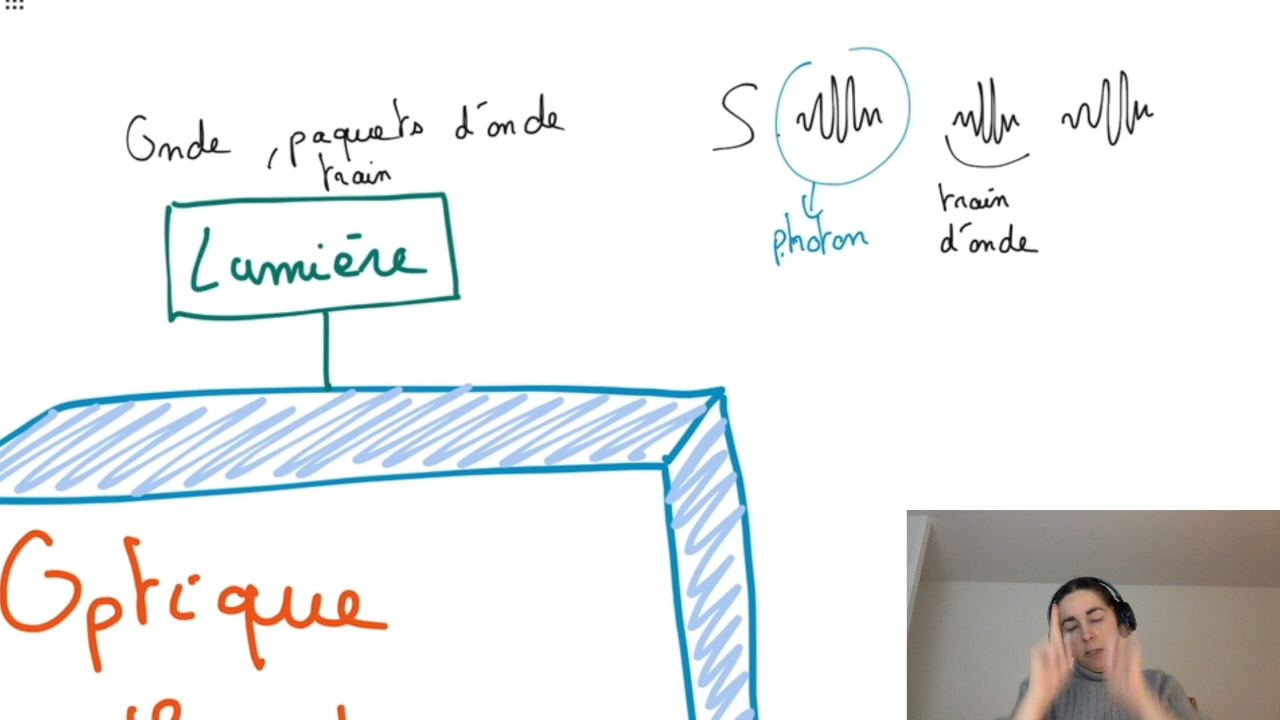 Onde, paquets d'onde
train
Lumière
S
photon
train
d'onde
Optique